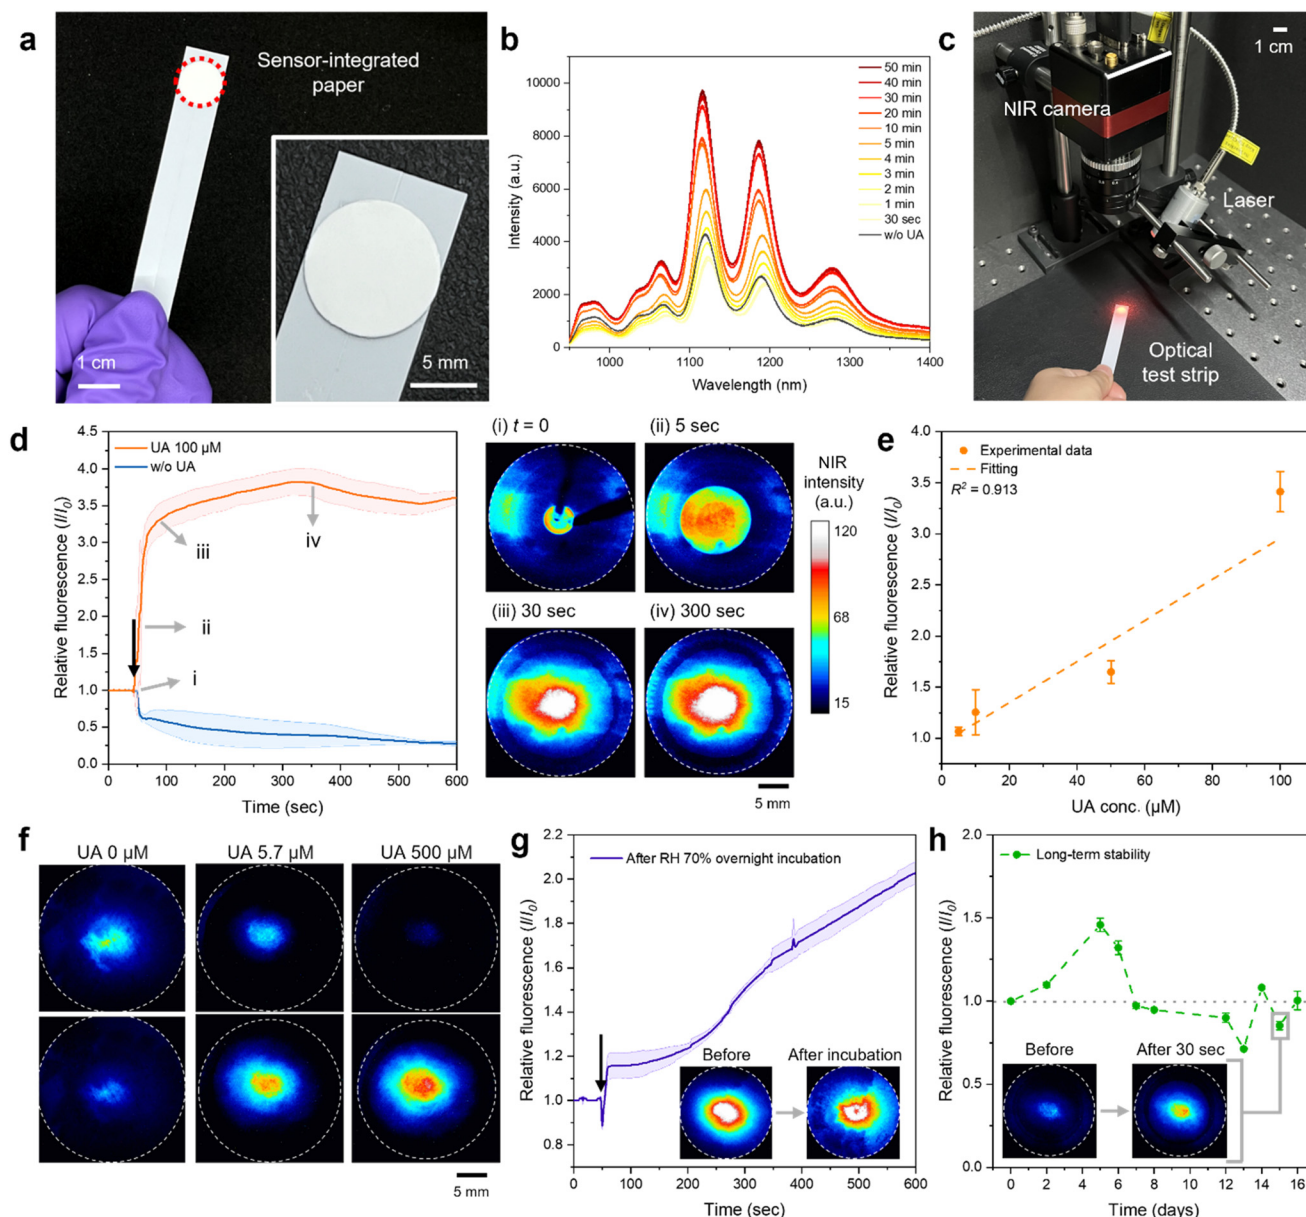 a
Sensor-integrated
paper
1 cm
5 mm
b
Intensity (a.u.)
10000
8000
6000
4000
2000
0
50 min
40 min
30 min
20 min
10 min
5 min
4 min
3 min
2 min
1 min
30 sec
w/o UA
1000
1100
1200
1300
1400
Wavelength (nm)
c
1 cm
NIR camera
Laser
Optical
test strip
d
Relative fluorescence (I/I0)
4.5
4.0
3.5
3.0
2.5
2.0
1.5
1.0
0.5
0.0
UA 100 µM
w/o UA
iii
iv
ii
i
0
100
200
300
400
500
600
Time (sec)
(i) t = 0
(ii) 5 sec
(iii) 30 sec
(iv) 300 sec
NIR
intensity
(a.u.)
120
68
15
5 mm
e
Relative fluorescence (I/I0)
4.0
3.5
3.0
2.5
2.0
1.5
1.0
Experimental data
Fitting
R2 = 0.913
0
20
40
60
80
100
UA conc. (µM)
f
UA 0 µM
UA 5.7 µM
UA 500 µM
5 mm
g
Relative fluorescence (I/I0)
2.2
2.0
1.8
1.6
1.4
1.2
1.0
0.8
After RH 70% overnight incubation
Before
After incubation
0
100
200
300
400
500
600
Time (sec)
h
Relative fluorescence (I/I0)
2.0
1.5
1.0
0.5
0.0
Long-term stability
Before
After 30 sec
0
2
4
6
8
10
12
14
16
Time (days)